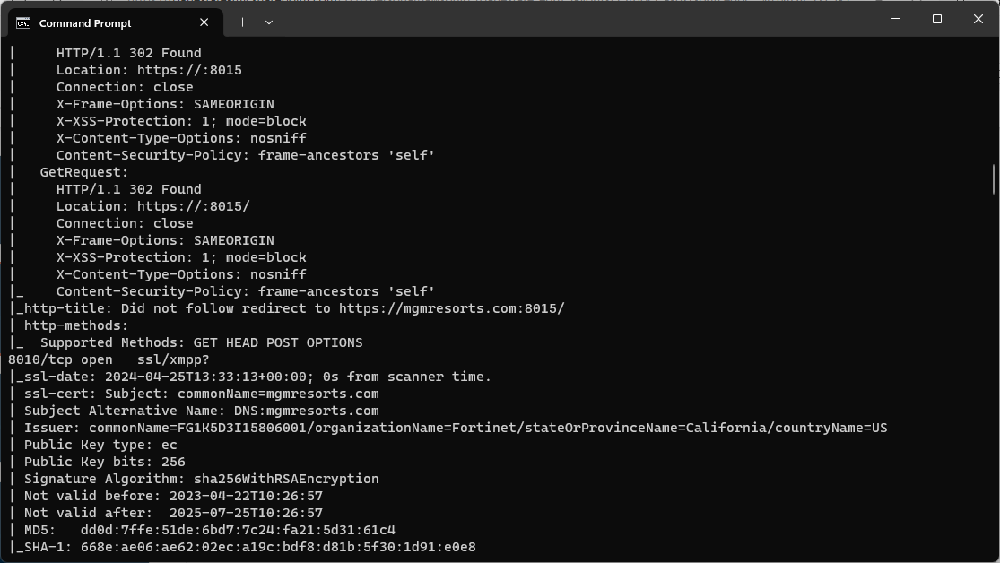 Command Prompt
|     HTTP/1.1 302 Found
|     Location: https://:8015
|     Connection: close
|     X-Frame-Options: SAMEORIGIN
|     X-XSS-Protection: 1; mode=block
|     X-Content-Type-Options: nosniff
|     Content-Security-Policy: frame-ancestors 'self'
|   GetRequest:
|     HTTP/1.1 302 Found
|     Location: https://:8015/
|     Connection: close
|     X-Frame-Options: SAMEORIGIN
|     X-XSS-Protection: 1; mode=block
|     X-Content-Type-Options: nosniff
|_    Content-Security-Policy: frame-ancestors 'self'
|_http-title: Did not follow redirect to https://mgmresorts.com:8015/
| http-methods:
|_  Supported Methods: GET HEAD POST OPTIONS
8010/tcp open   ssl/xmpp?
|_ssl-date: 2024-04-25T13:33:13+00:00; 0s from scanner time.
| ssl-cert: Subject: commonName=mgmresorts.com
| Subject Alternative Name: DNS:mgmresorts.com
| Issuer: commonName=FG1K5D3I15806001/organizationName=Fortinet/stateOrProvinceName=California/countryName=US
| Public Key type: ec
| Public Key bits: 256
| Signature Algorithm: sha256WithRSAEncryption
| Not valid before: 2023-04-22T10:26:57
| Not valid after:  2025-07-25T10:26:57
| MD5:   dd0d:7ffe:51de:6bd7:7c24:fa21:5d31:61c4
|_SHA-1: 668e:ae06:ae62:02ec:a19c:bdf8:d81b:5f30:1d91:e0e8